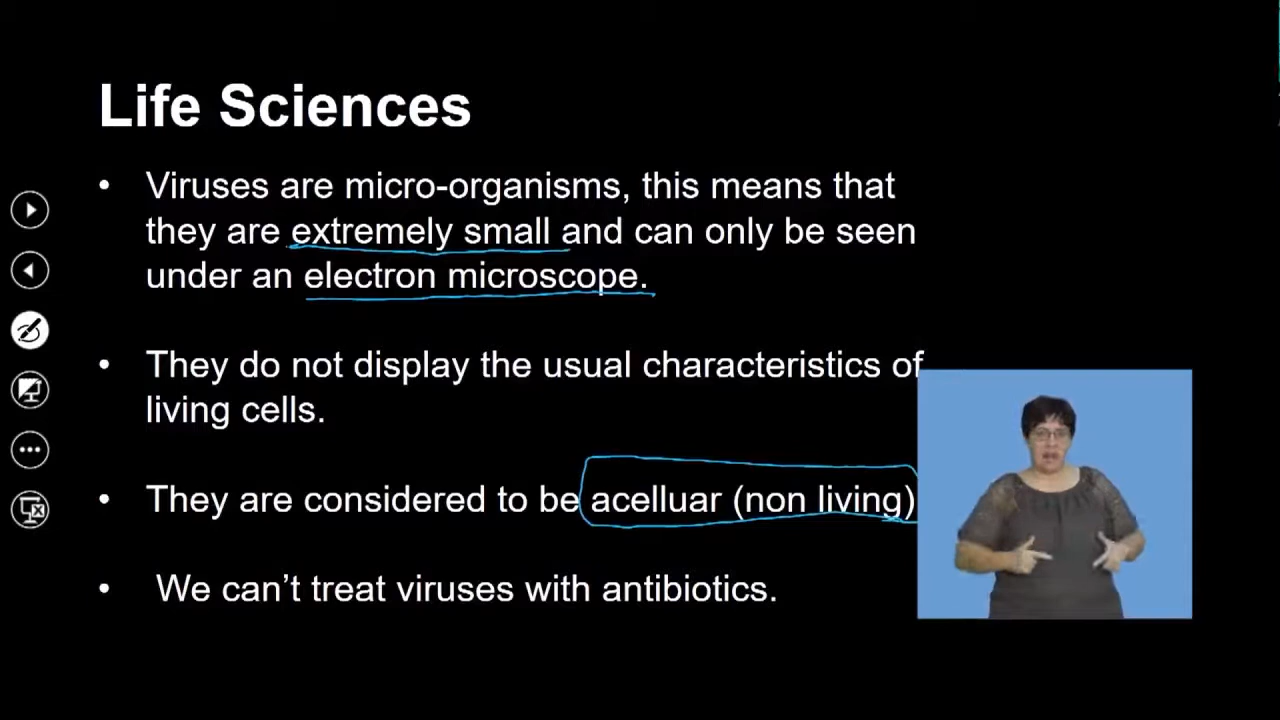 Life Sciences
• Viruses are micro-organisms, this means that
they are extremely small and can only be seen
under an electron microscope.
• They do not display the usual characteristics of
living cells.
• They are considered to be acelluar (non living)
• We can’t treat viruses with antibiotics.